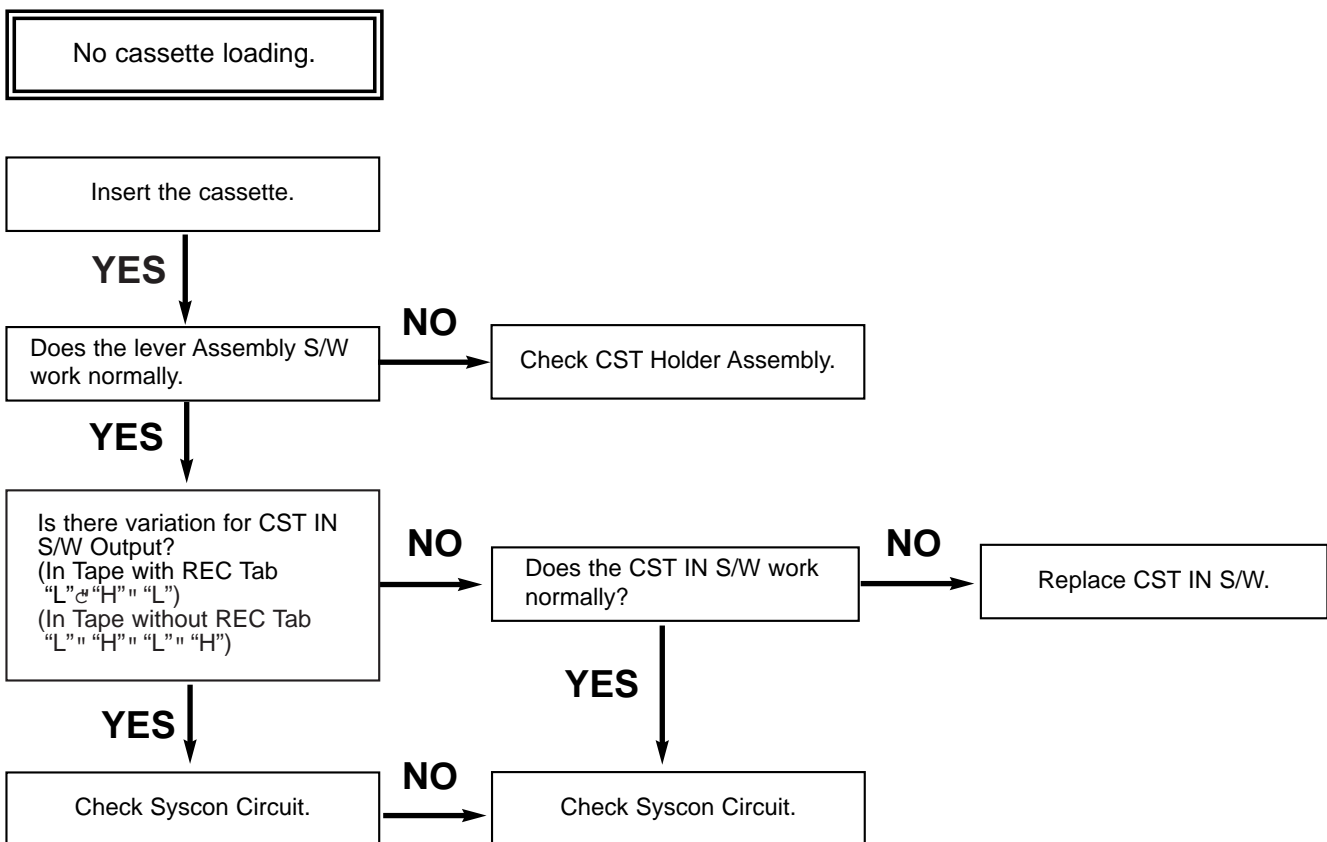 No cassette loading.
Insert the cassette.
YES
Does the lever Assembly S/W
work normally.
NO
Check CST Holder Assembly.
YES
Is there variation for CST IN
S/W Output?
(In Tape with REC Tab
“L” “H” " “L”)
(In Tape without REC Tab
“L” " “H” " “L” " “H”)
NO
Does the CST IN S/W work
normally?
NO
Replace CST IN S/W.
YES
YES
Check Syscon Circuit.
NO
Check Syscon Circuit.